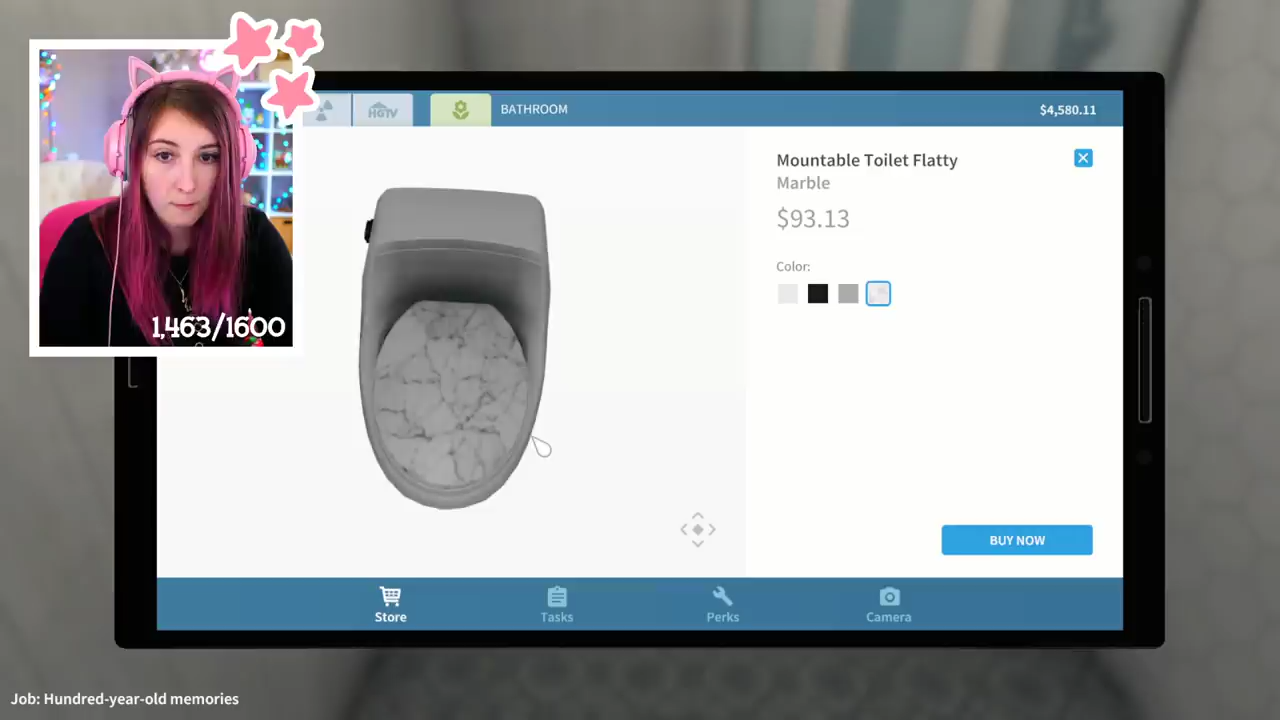 HGTV
BATHROOM
$4,580.11
Mountable Toilet Flatty
Marble
$93.13
Color:
1,463/1600
BUY NOW
Store
Tasks
Perks
Camera
Job: Hundred-year-old memories